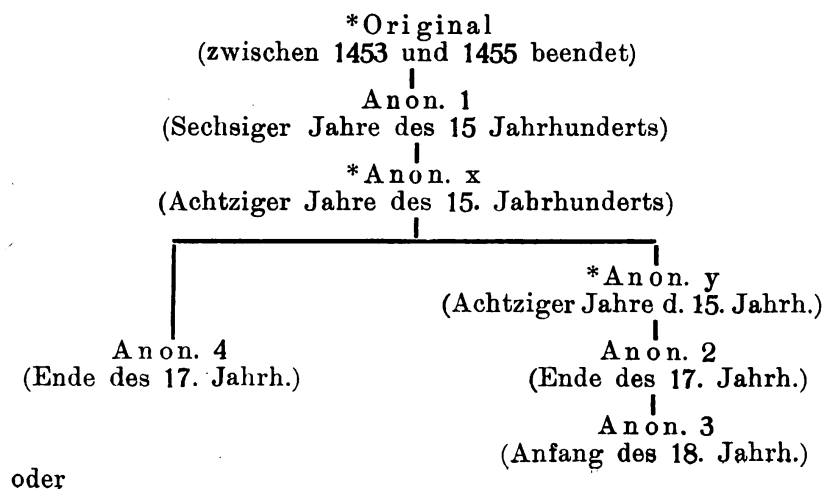 *Original
(zwischen 1453 und 1455 beendet)
Anon. 1
(Sechsiger Jahre des 15 Jahrhunderts)
*Anon. x
(Achtziger Jahre des 15. Jahrhunderts)
*Anon. y
(Achtziger Jahre d. 15. Jahrh.)
Anon. 4
(Ende des 17. Jahrh.)
Anon. 2
(Ende des 17. Jahrh.)
Anon. 3
(Anfang des 18. Jahrh.)
oder